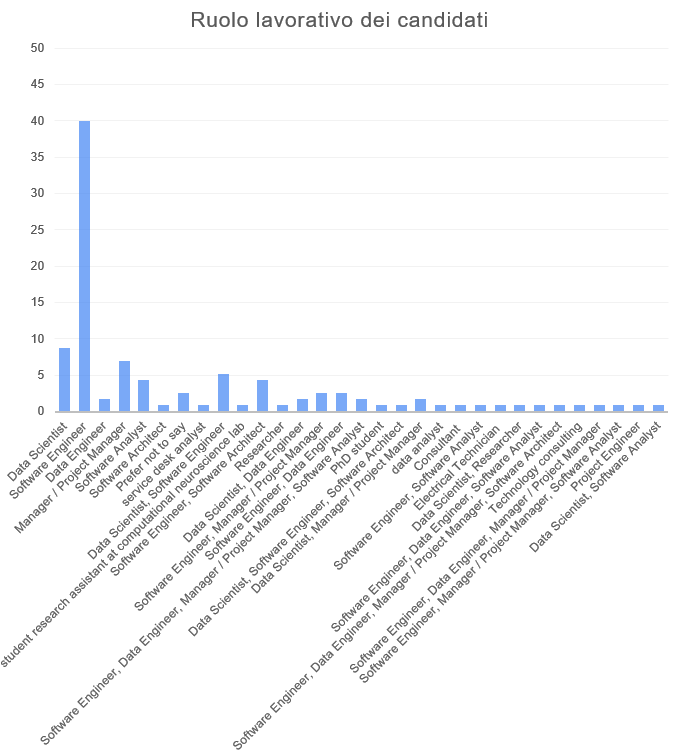 Ruolo lavorativo dei candidati
50
45
40
35
30
25
20
15
10
5
0
Data Scientist
Software Engineer
Data Engineer
Manager / Project Manager
Software Analyst
Software Architect
Prefer not to say
service desk analyst
Data Scientist, Software Engineer
student research assistant at computational neuroscience lab
Software Engineer, Software Architect
Researcher
Data Scientist, Data Engineer
Software Engineer, Manager / Project Manager
Software Engineer, Data Engineer
Software Engineer, Data Engineer, Manager / Project Manager, Software Analyst
PhD student
Data Scientist, Software Engineer, Software Architect
Data Scientist, Manager / Project Manager
data analyst
Consultant
Software Engineer, Software Analyst
Electrical Technician
Data Scientist, Researcher
Software Engineer, Data Engineer, Software Analyst
Software Engineer, Data Engineer, Manager / Project Manager, Software Architect
Technology consulting
Software Engineer, Data Engineer, Manager / Project Manager
Software Engineer, Manager / Project Manager, Software Analyst
Project Engineer
Data Scientist, Software Analyst